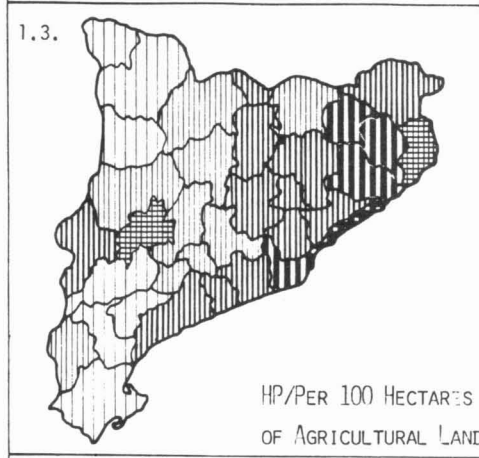 1.3.
HP/PER 100 HECTARES
OF AGRICULTURAL LAND